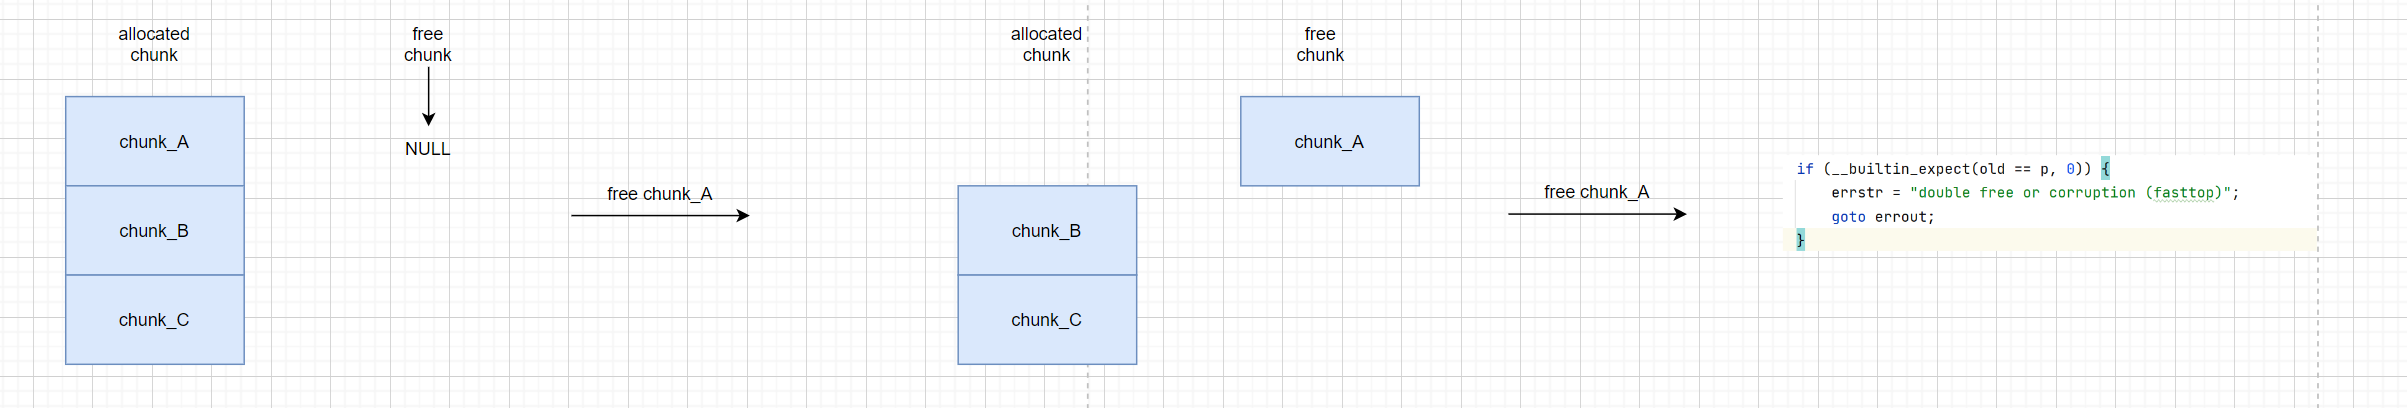 allocated
chunk
free
chunk
NULL
chunk_A
chunk_B
chunk_C
free chunk_A
allocated
chunk
free
chunk
chunk_A
chunk_B
chunk_C
free chunk_A
if (__builtin_expect(old == p, 0)) {
    errstr = "double free or corruption (fasttop)";
    goto errout;
}